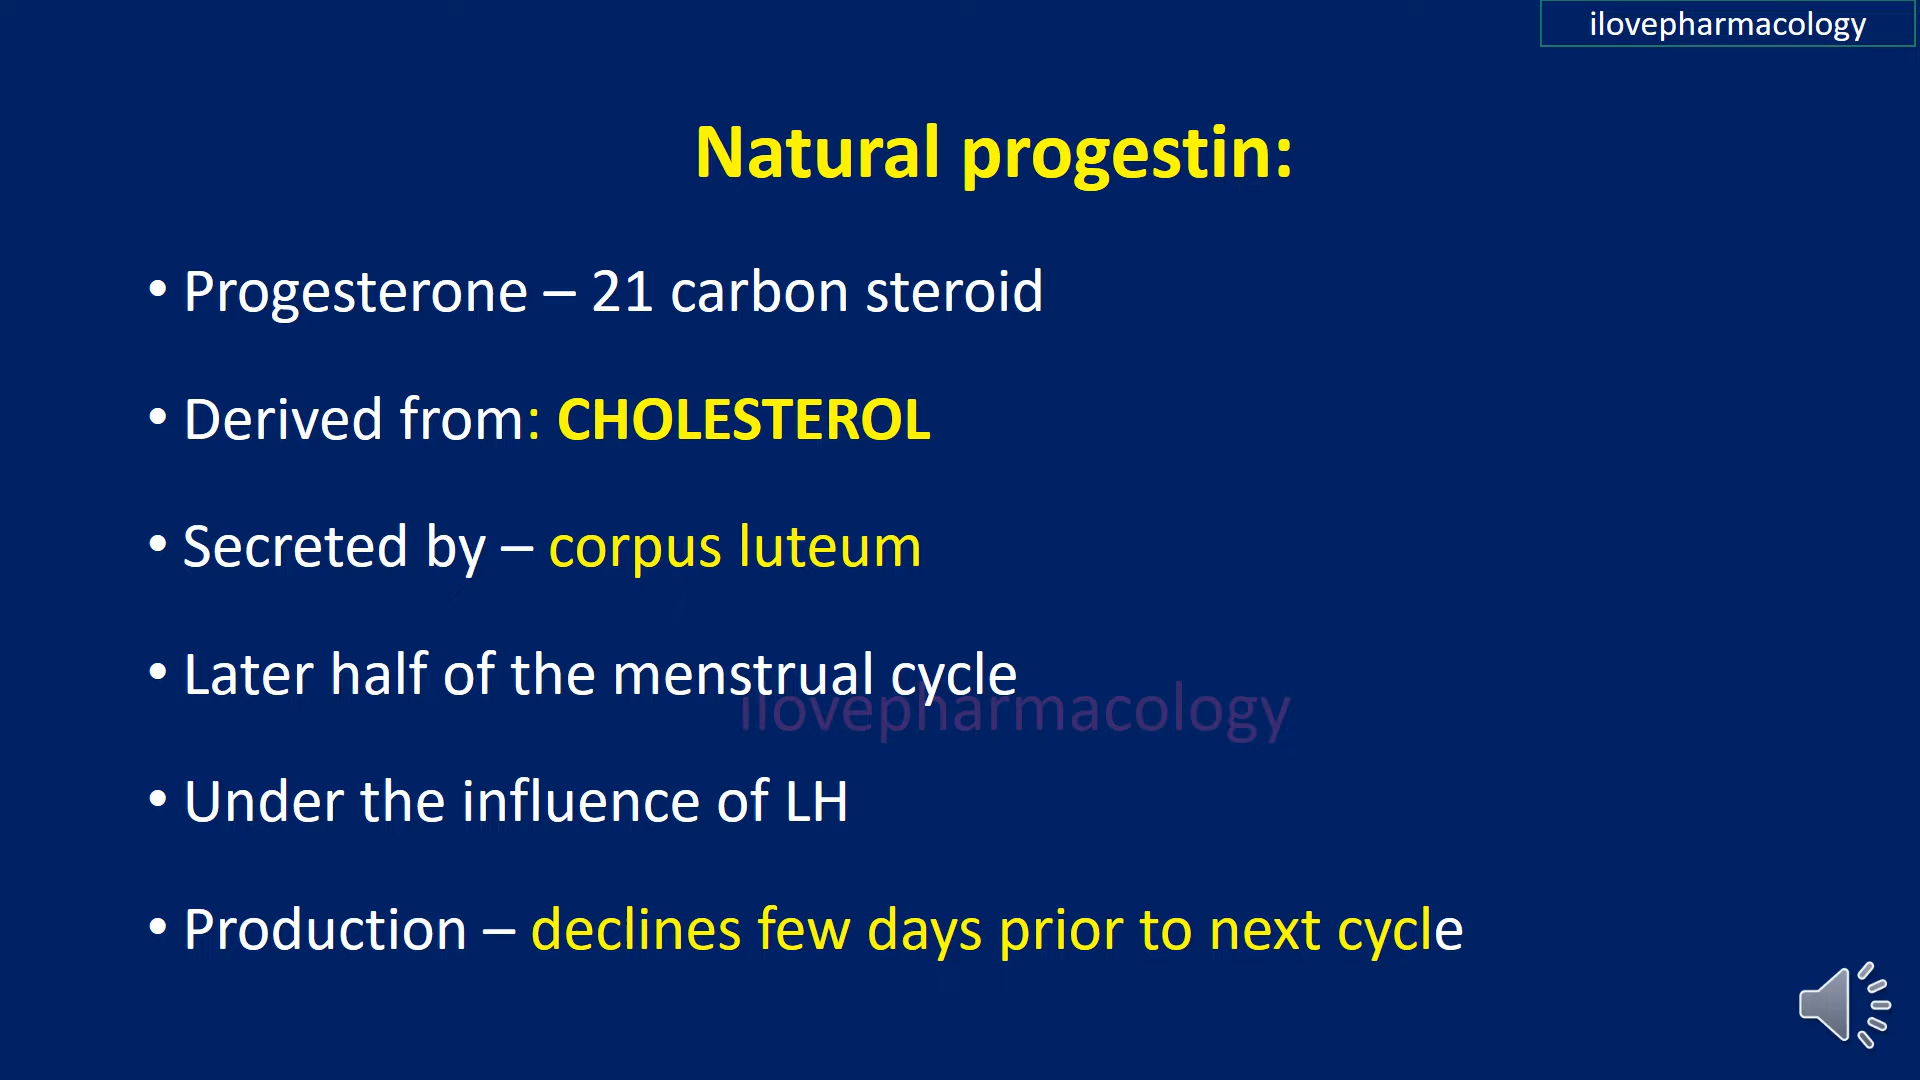 ilovepharmacology
Natural progestin:
• Progesterone – 21 carbon steroid
• Derived from: CHOLESTEROL
• Secreted by – corpus luteum
• Later half of the menstrual cycle
ilovepharmacology
• Under the influence of LH
• Production – declines few days prior to next cycle